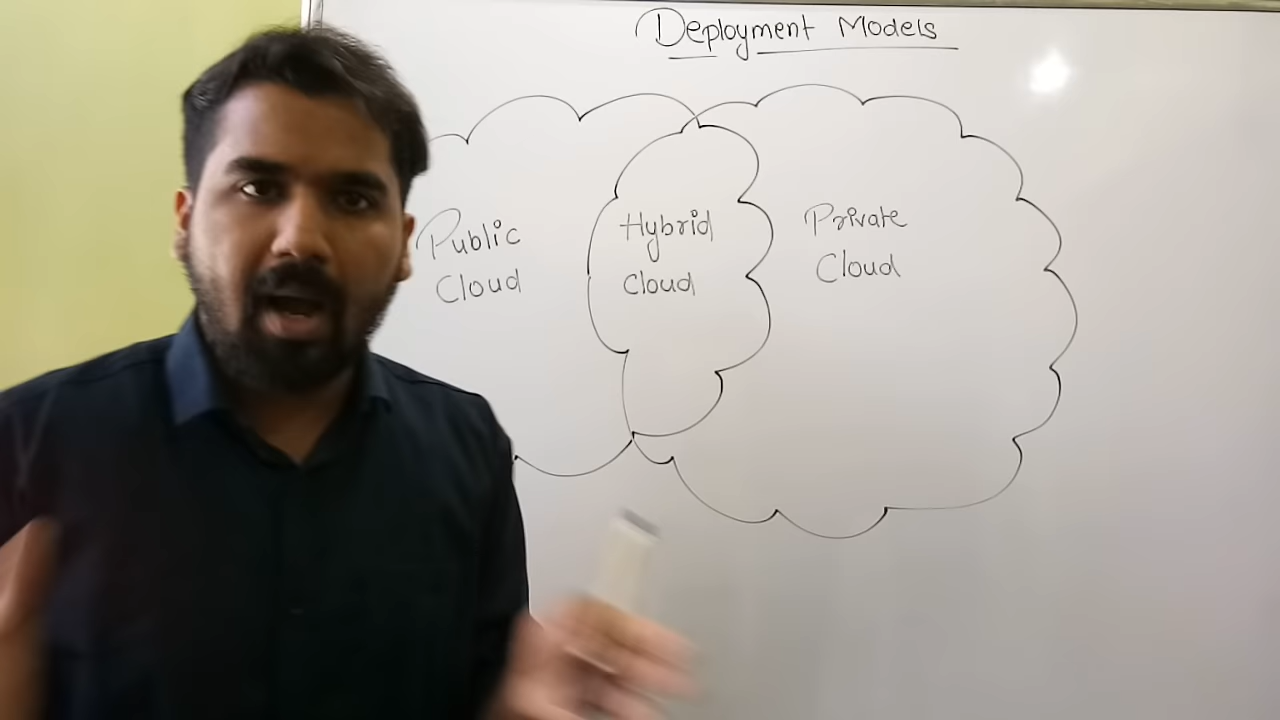 Deployment Models
Public
Cloud
Hybrid
Cloud
Private
Cloud